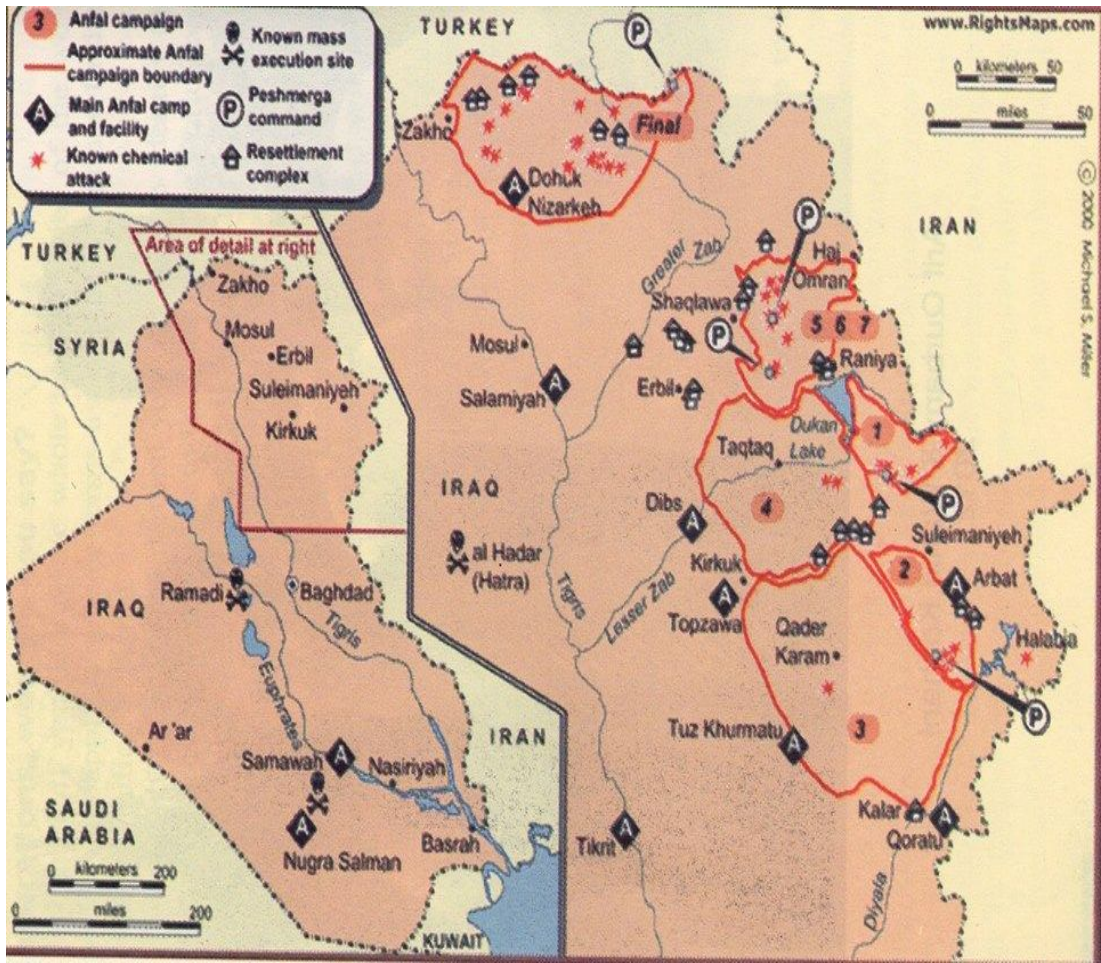 3 Anfal campaign
Approximate Anfal
campaign boundary
A Main Anfal camp
and facility
Known chemical
attack
Known mass
execution site
P Peshmerga
command
Resettlement
complex
www.RightsMaps.com
0 kilometers 50
0 miles 50
© 2000 Michael S. Miller
TURKEY
P
Zakho
Final
A
Dohuk
Nizarkeh
IRAN
Greater Zab
P
Haj
Omran
Shaqlawa
5 6 7
P
Raniya
Mosul
Erbil
A
Salamiyah
Dukan
Lake
1
Taqtaq
IRAQ
4
P
Dibs
A
Suleimaniyeh
al Hadar
(Hatra)
Kirkuk
2
A
Arbat
Lesser Zab
A
Topzawa
Tigris
Qader
Karam
Halabja
P
3
Tuz Khurmatu
A
Kalar
A
Qoratu
Tikrit
A
Diyala
TURKEY
Area of detail at right
Zakho
SYRIA
Mosul
Erbil
Suleimaniyeh
Kirkuk
IRAQ
Ramadi
Baghdad
Tigris
Euphrates
IRAN
Ar 'ar
Samawah
A
Nasiriyah
SAUDI
ARABIA
A
Nugra Salman
Basrah
0 kilometers 200
0 miles 200
KUWAIT